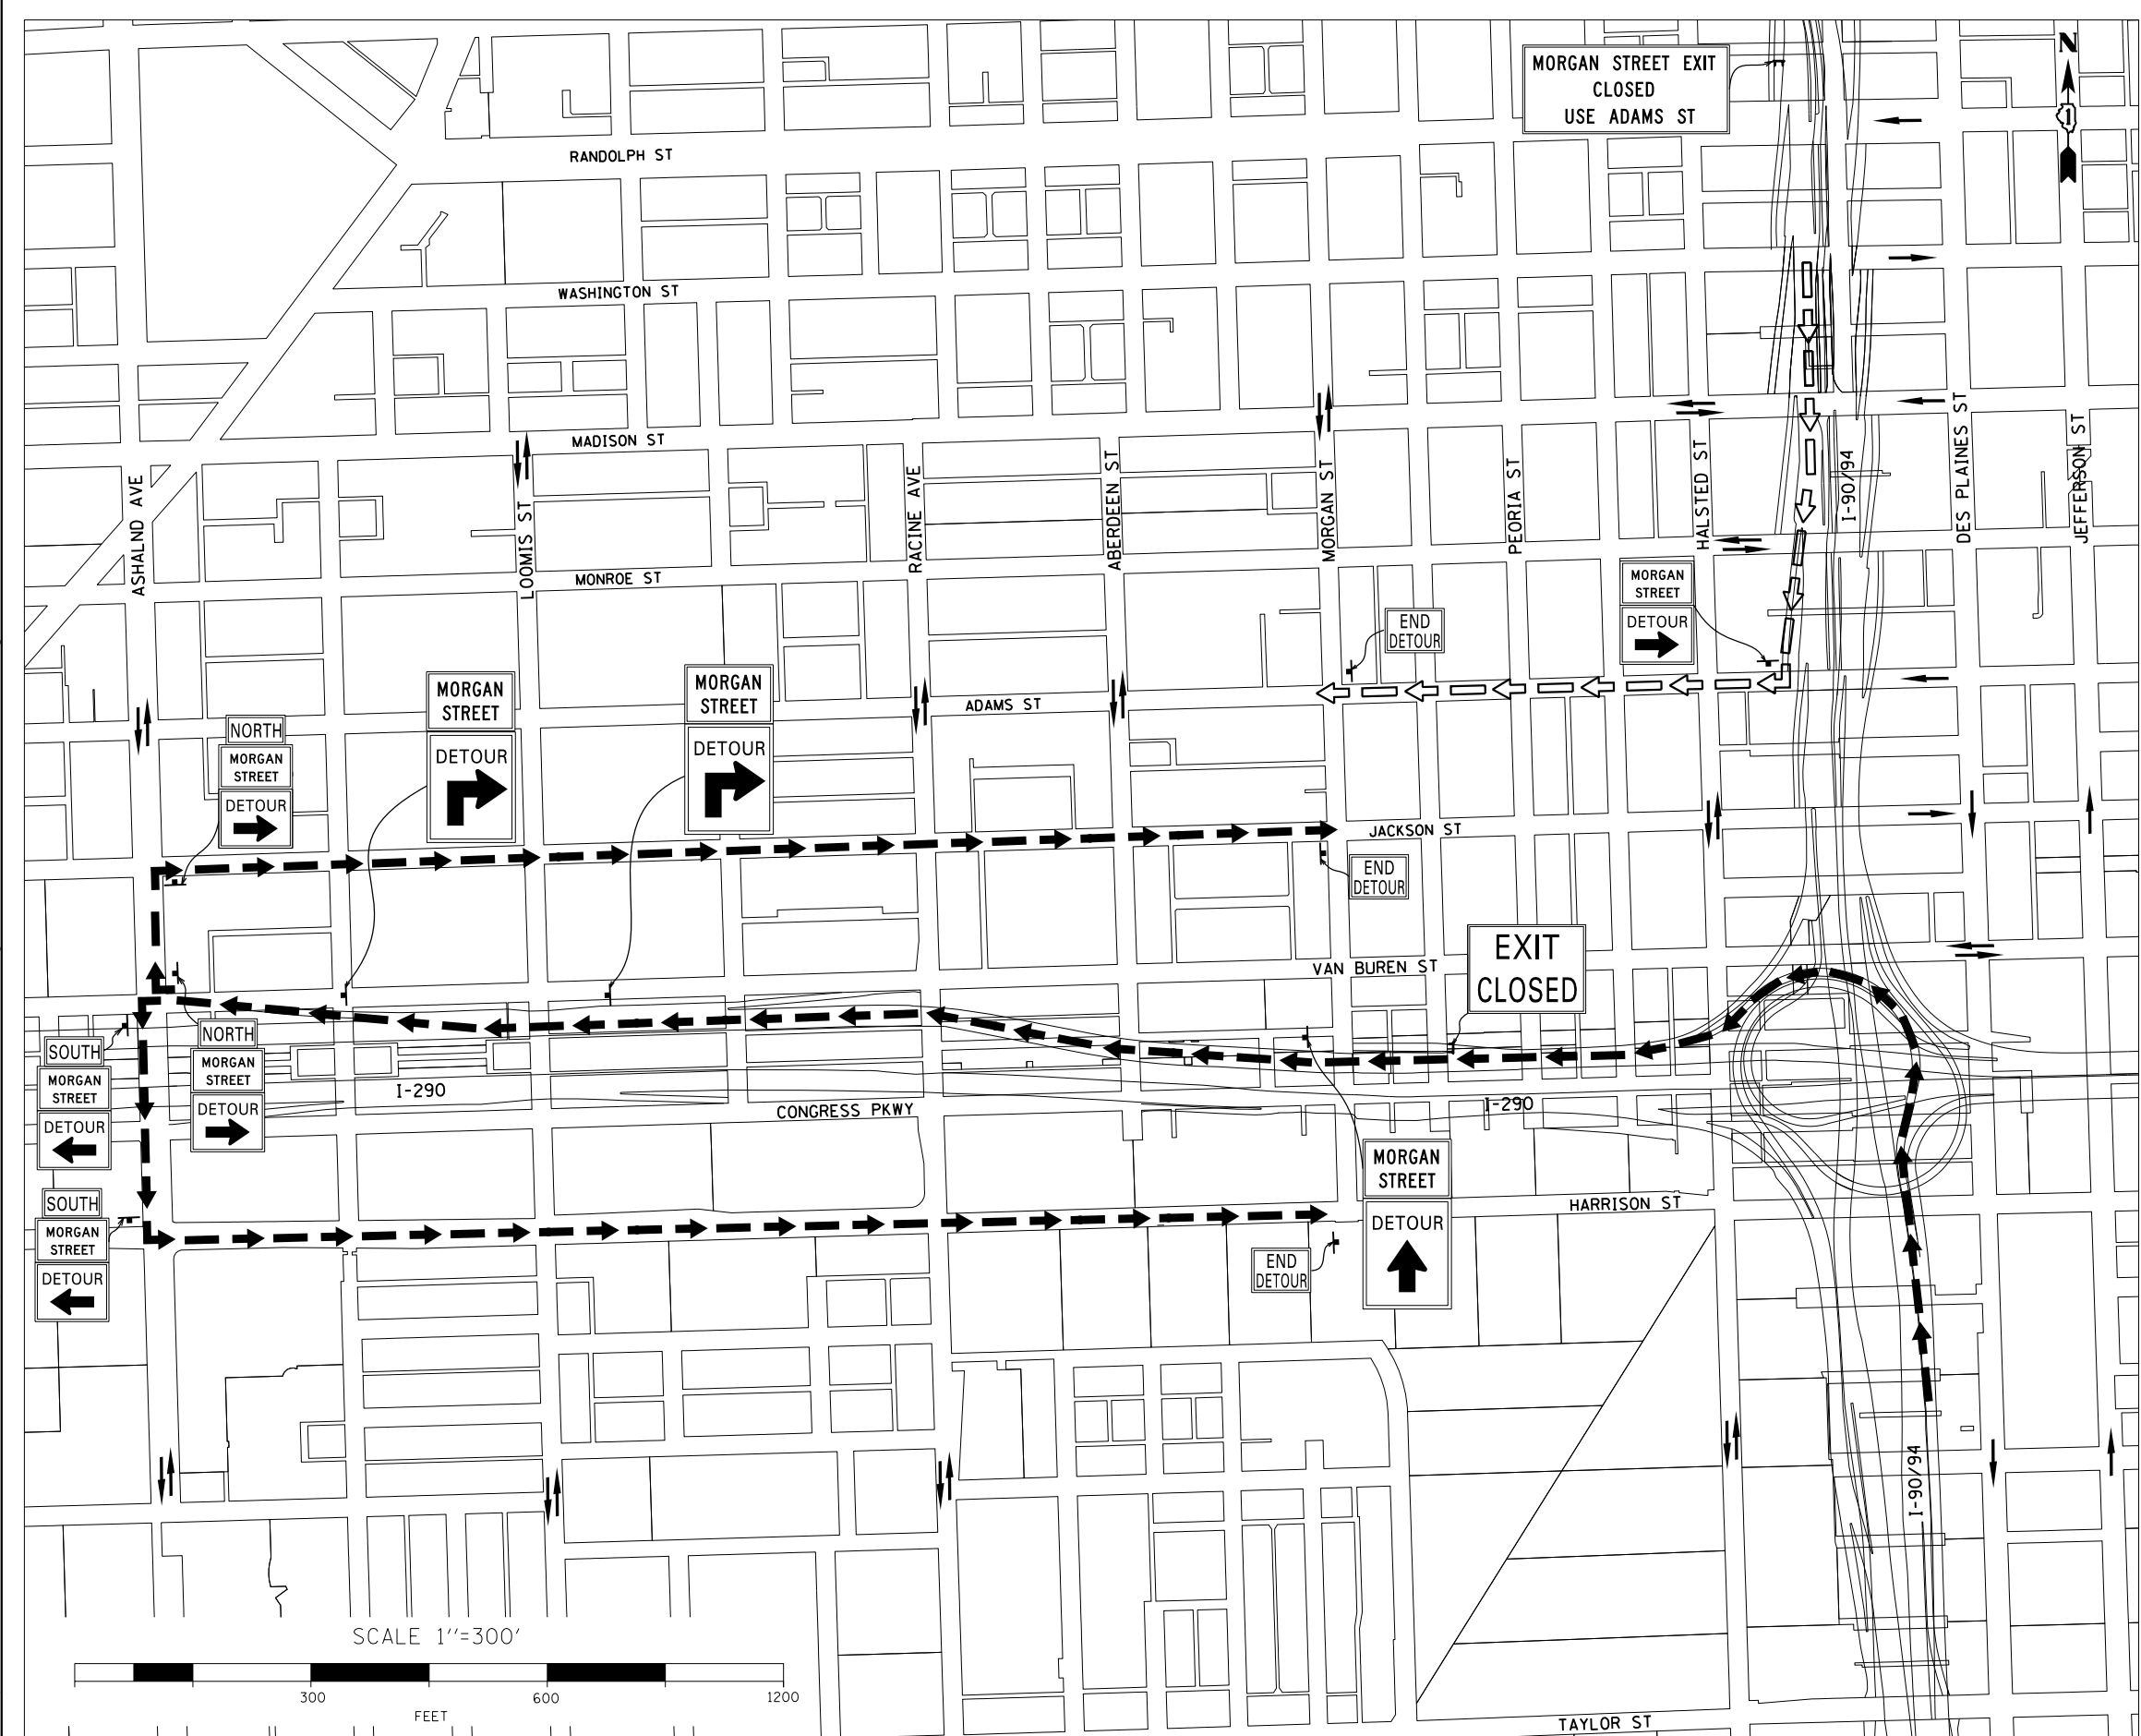 MORGAN STREET EXIT
CLOSED
USE ADAMS ST
N
1
RANDOLPH ST
WASHINGTON ST
MADISON ST
ASHALND AVE
LOOMIS ST
RACINE AVE
ABERDEEN ST
MORGAN ST
PEORIA ST
HALSTED ST
I-90/94
DES PLAINES ST
JEFFERSON ST
MONROE ST
MORGAN
STREET
DETOUR
END
DETOUR
MORGAN
STREET
DETOUR
MORGAN
STREET
DETOUR
ADAMS ST
NORTH
MORGAN
STREET
DETOUR
JACKSON ST
END
DETOUR
EXIT
CLOSED
VAN BUREN ST
SOUTH
MORGAN
STREET
DETOUR
NORTH
MORGAN
STREET
DETOUR
I-290
CONGRESS PKWY
I-290
MORGAN
STREET
DETOUR
HARRISON ST
SOUTH
MORGAN
STREET
DETOUR
END
DETOUR
I-90/94
SCALE 1"=300'
300
600
1200
FEET
TAYLOR ST